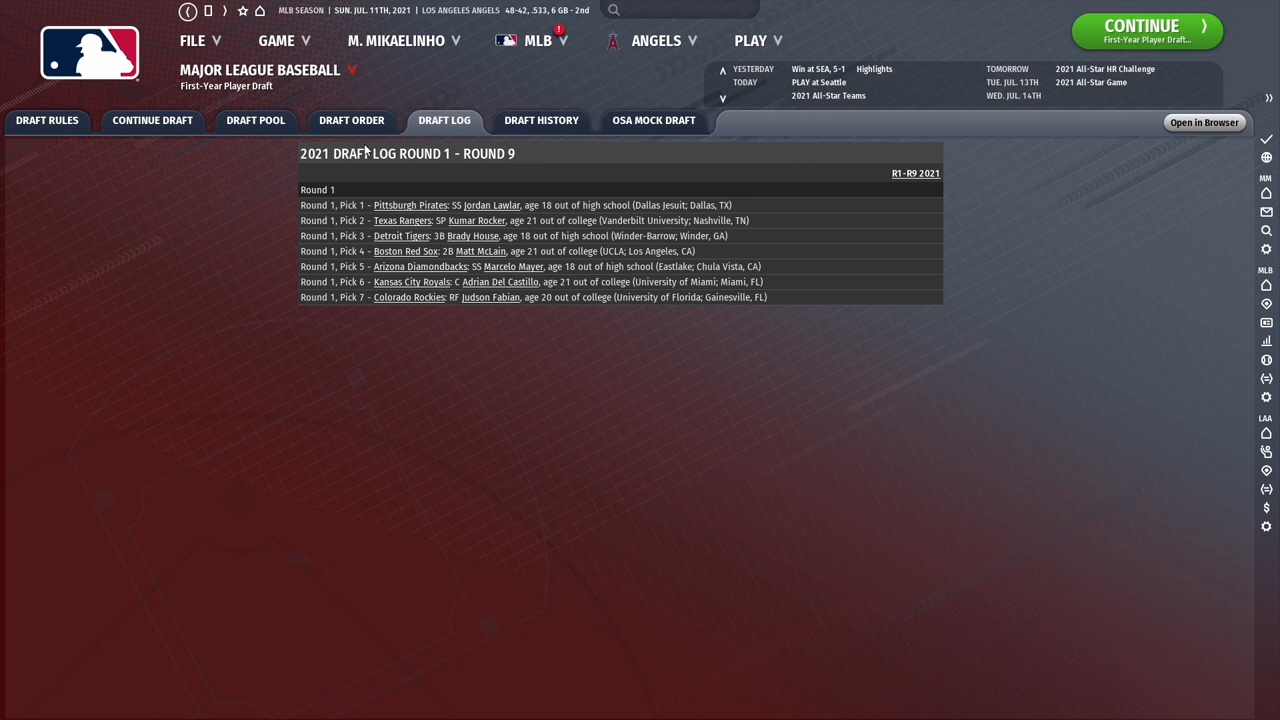 MLB SEASON | SUN. JUL. 11TH, 2021 | LOS ANGELES ANGELS 48-42, .533, 6 GB - 2nd
FILE GAME M. MIKAELINHO MLB ANGELS PLAY
CONTINUE
First-Year Player Draft...
MAJOR LEAGUE BASEBALL
First-Year Player Draft
YESTERDAY Win at SEA, 5-1 Highlights TOMORROW 2021 All-Star HR Challenge
TODAY PLAY at Seattle TUE. JUL. 13TH 2021 All-Star Game
2021 All-Star Teams WED. JUL. 14TH
DRAFT RULES CONTINUE DRAFT DRAFT POOL DRAFT ORDER DRAFT LOG DRAFT HISTORY OSA MOCK DRAFT Open in Browser
2021 DRAFT LOG ROUND 1 - ROUND 9
R1-R9 2021
Round 1
Round 1, Pick 1 - Pittsburgh Pirates: SS Jordan Lawlar, age 18 out of high school (Dallas Jesuit; Dallas, TX)
Round 1, Pick 2 - Texas Rangers: SP Kumar Rocker, age 21 out of college (Vanderbilt University; Nashville, TN)
Round 1, Pick 3 - Detroit Tigers: 3B Brady House, age 18 out of high school (Winder-Barrow; Winder, GA)
Round 1, Pick 4 - Boston Red Sox: 2B Matt McLain, age 21 out of college (UCLA; Los Angeles, CA)
Round 1, Pick 5 - Arizona Diamondbacks: SS Marcelo Mayer, age 18 out of high school (Eastlake; Chula Vista, CA)
Round 1, Pick 6 - Kansas City Royals: C Adrian Del Castillo, age 21 out of college (University of Miami; Miami, FL)
Round 1, Pick 7 - Colorado Rockies: RF Judson Fabian, age 20 out of college (University of Florida; Gainesville, FL)
MM
MLB
LAA